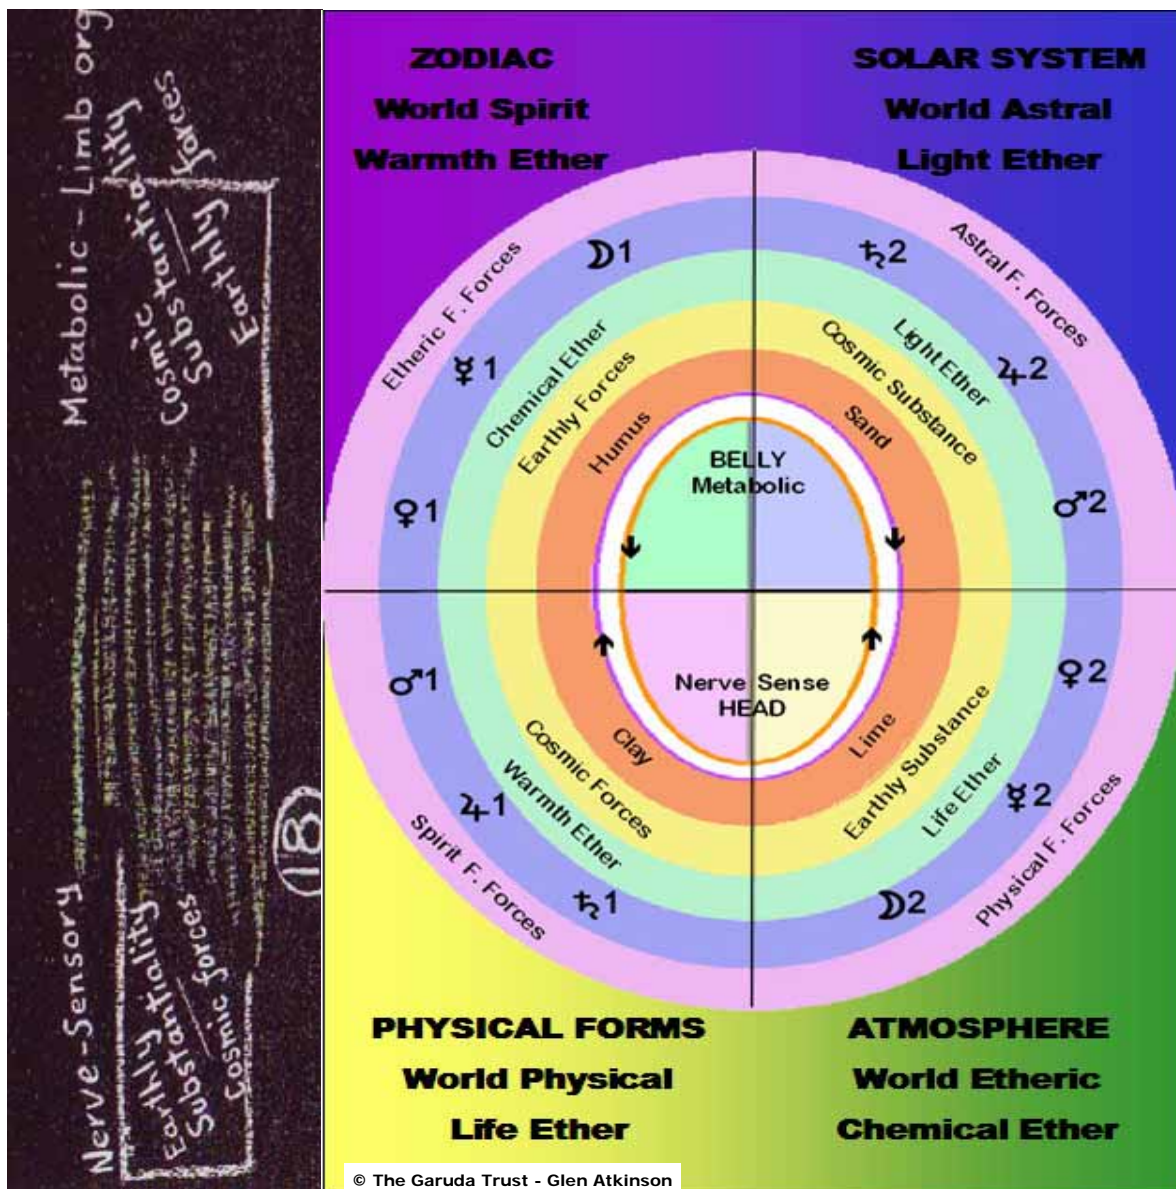 Metabolic-Limb org
Cosmic
Substantiality
Earthly forces
Nerve-Sensory
Earthly
Substantiality
Cosmic forces
18
ZODIAC
World Spirit
Warmth Ether
SOLAR SYSTEM
World Astral
Light Ether
Etheric F. Forces
Astral F. Forces
☽1
♄2
☿1
♃2
♀1
♂2
Chemical Ether
Light Ether
Earthly Forces
Cosmic Substance
Humus
Sand
BELLY
Metabolic
Nerve Sense
HEAD
Clay
Lime
Cosmic Forces
Earthly Substance
Warmth Ether
Life Ether
♂1
♀2
♃1
☿2
♄1
☽2
Spirit F. Forces
Physical F. Forces
PHYSICAL FORMS
World Physical
Life Ether
ATMOSPHERE
World Etheric
Chemical Ether
© The Garuda Trust - Glen Atkinson